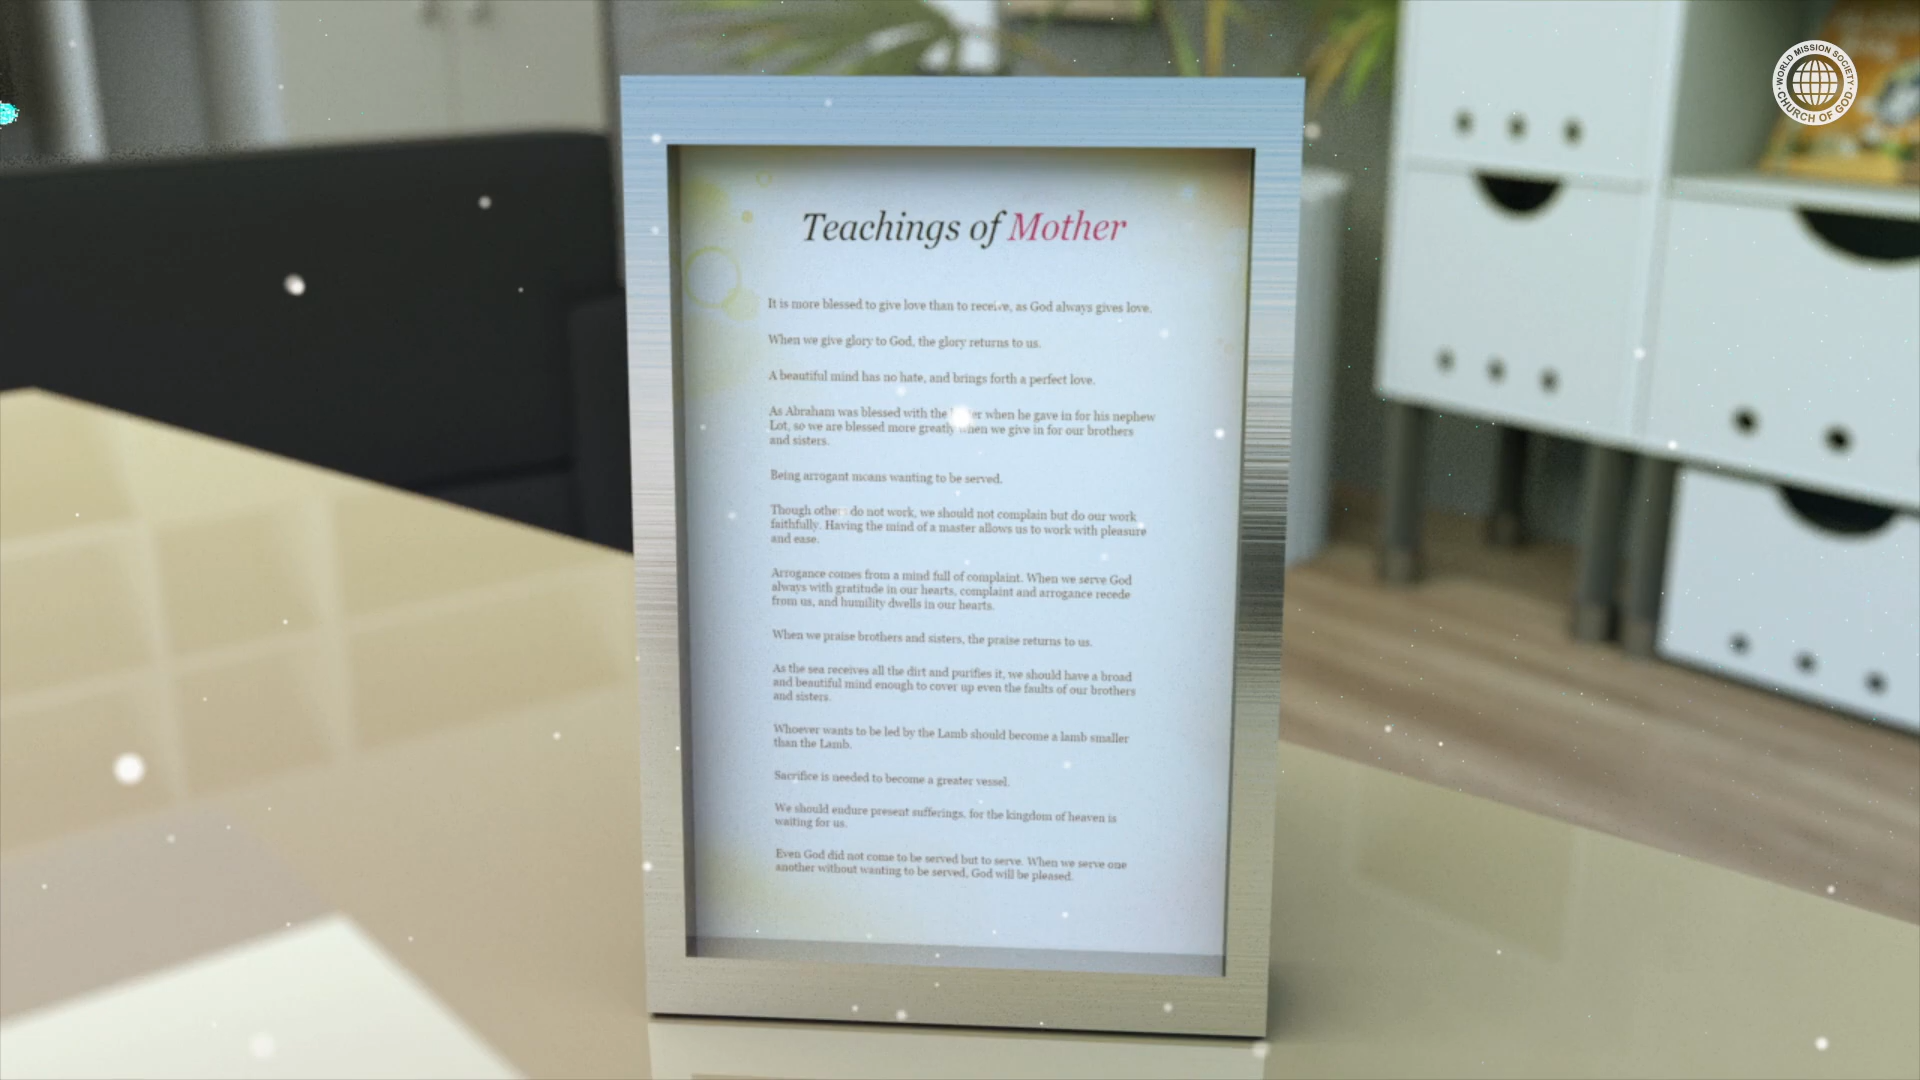 Teachings of Mother
It is more blessed to give love than to receive, as God always gives love.
When we give glory to God, the glory returns to us.
A beautiful mind has no hate, and brings forth a perfect love.
As Abraham was blessed with the when he gave in for his nephew
Lot, so we are blessed more greatly when we give in for our brothers
and sisters.
Being arrogant means wanting to be served.
Though others do not work, we should not complain but do our work
faithfully. Having the mind of a master allows us to work with pleasure
and ease.
Arrogance comes from a mind full of complaint. When we serve God
always with gratitude in our hearts, complaint and arrogance recede
from us, and humility dwells in our hearts.
When we praise brothers and sisters, the praise returns to us.
As the sea receives all the dirt and purifies it, we should have a broad
and beautiful mind enough to cover up even the faults of our brothers
and sisters.
Whoever wants to be led by the Lamb should become a lamb smaller
than the Lamb.
Sacrifice is needed to become a greater vessel.
We should endure present sufferings, for the kingdom of heaven is
waiting for us.
Even God did not come to be served but to serve. When we serve one
another without wanting to be served, God will be pleased.
WORLD MISSION SOCIETY
CHURCH OF GOD